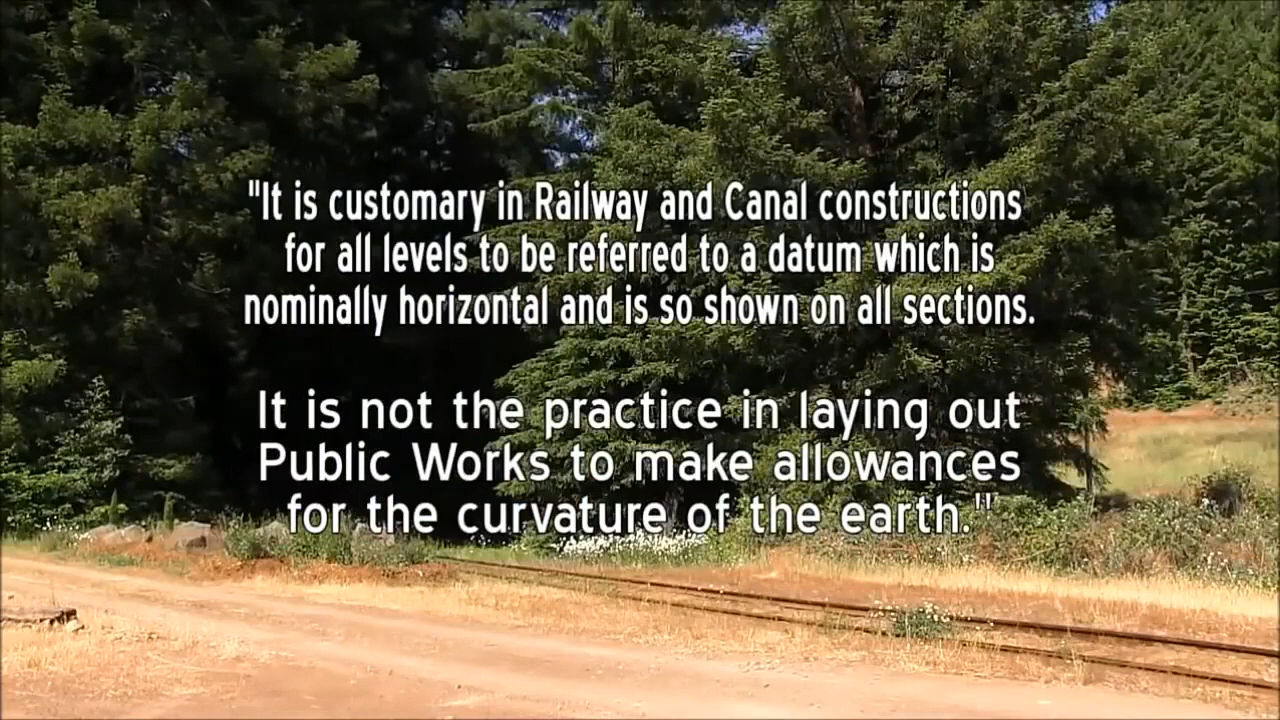 "It is customary in Railway and Canal constructions
for all levels to be referred to a datum which is
nominally horizontal and is so shown on all sections.
It is not the practice in laying out
Public Works to make allowances
for the curvature of the earth."